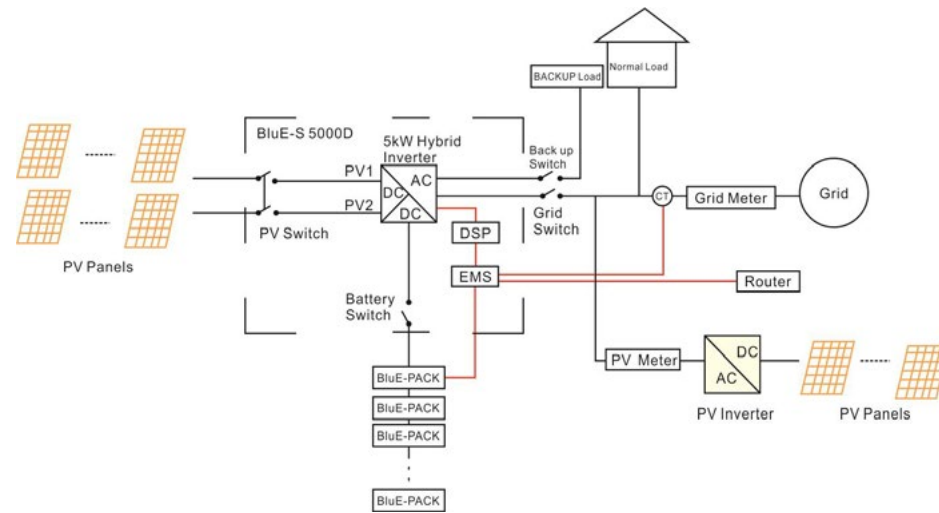 BACKUP Load
Normal Load
BluE-S 5000D
5kW Hybrid
Inverter
Back up
Switch
PV1
AC
DC
DC
PV2
PV Switch
Grid
Switch
CT
Grid Meter
Grid
PV Panels
DSP
EMS
Router
Battery
Switch
PV Meter
DC
AC
PV Inverter
PV Panels
BluE-PACK
BluE-PACK
BluE-PACK
BluE-PACK